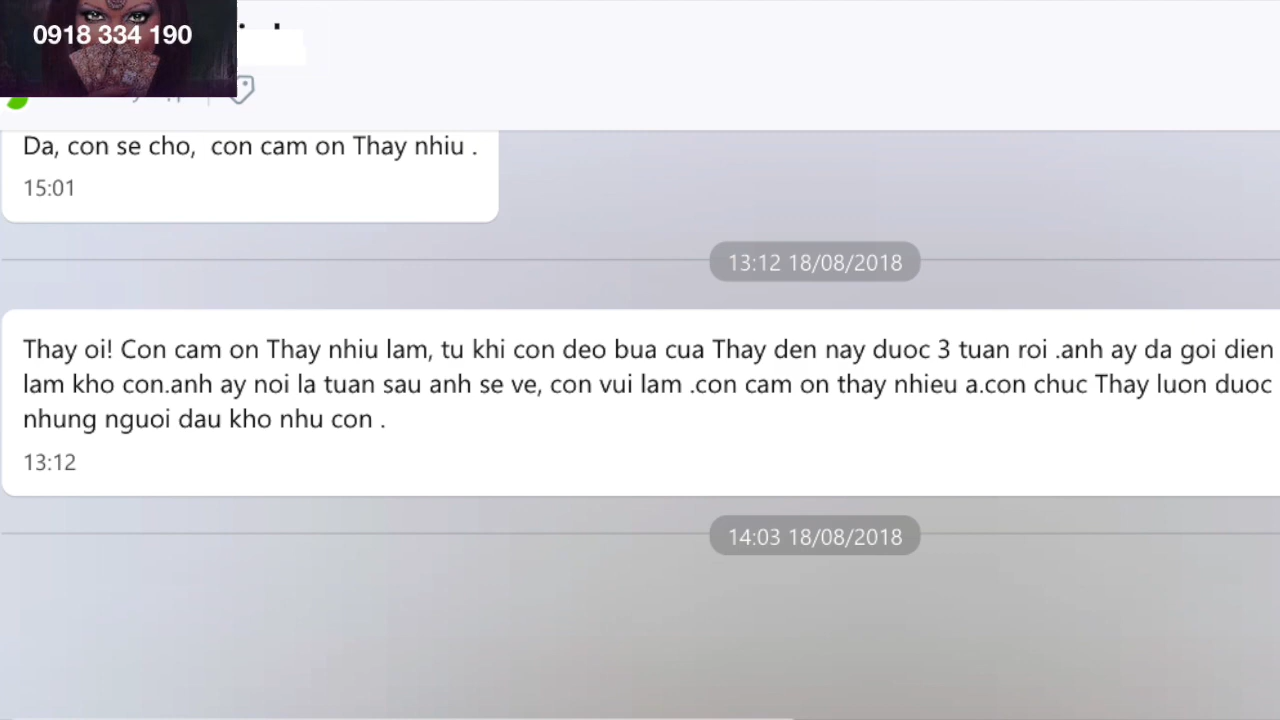 0918 334 190
Da, con se cho, con cam on Thay nhiu .
15:01
13:12 18/08/2018
Thay oi! Con cam on Thay nhiu lam, tu khi con deo bua cua Thay den nay duoc 3 tuan roi .anh ay da goi dien
lam kho con.anh ay noi la tuan sau anh se ve, con vui lam .con cam on thay nhieu a.con chuc Thay luon duoc
nhung nguoi dau kho nhu con .
13:12
14:03 18/08/2018